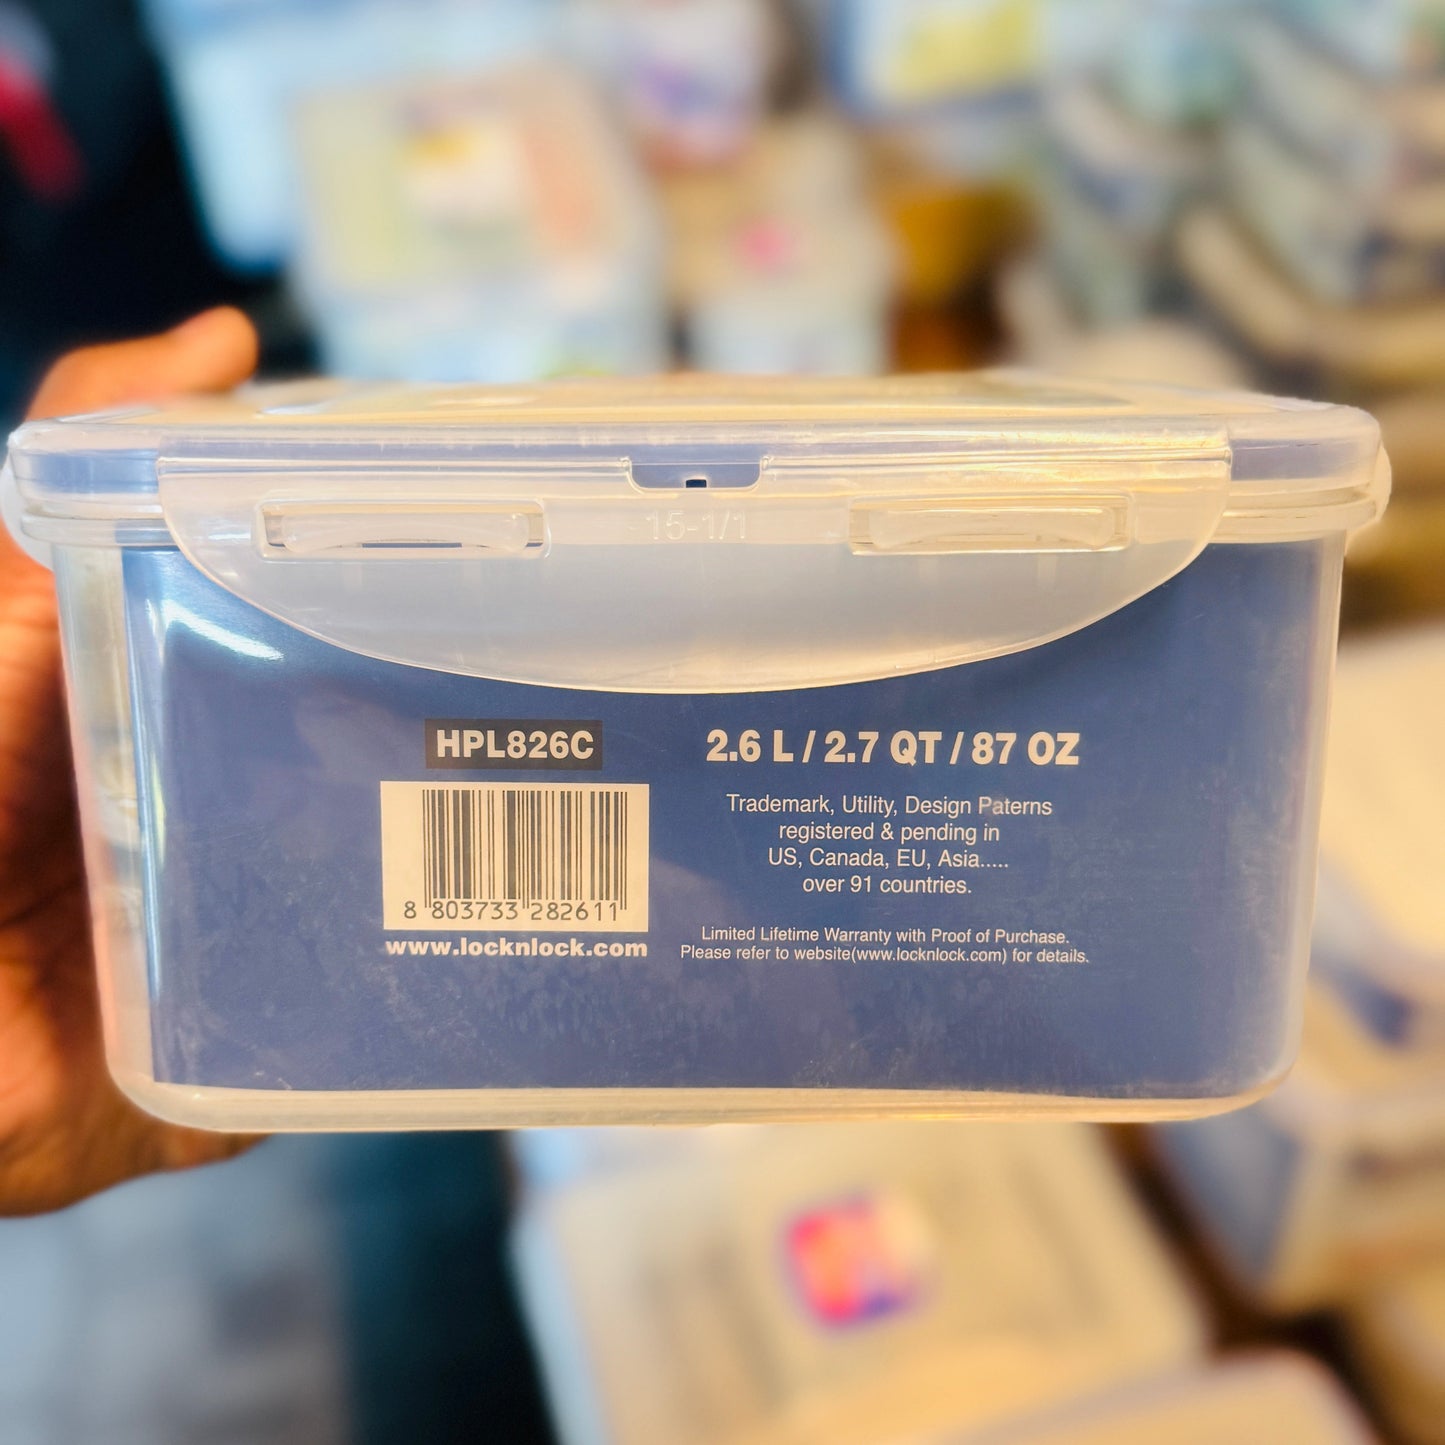 15-1/1
HPL826C
8 803733 282611
www.locknlock.com
2.6 L / 2.7 QT / 87 OZ
Trademark, Utility, Design Paterns
registered & pending in
US, Canada, EU, Asia.....
over 91 countries.
Limited Lifetime Warranty with Proof of Purchase.
Please refer to website(www.locknlock.com) for details.